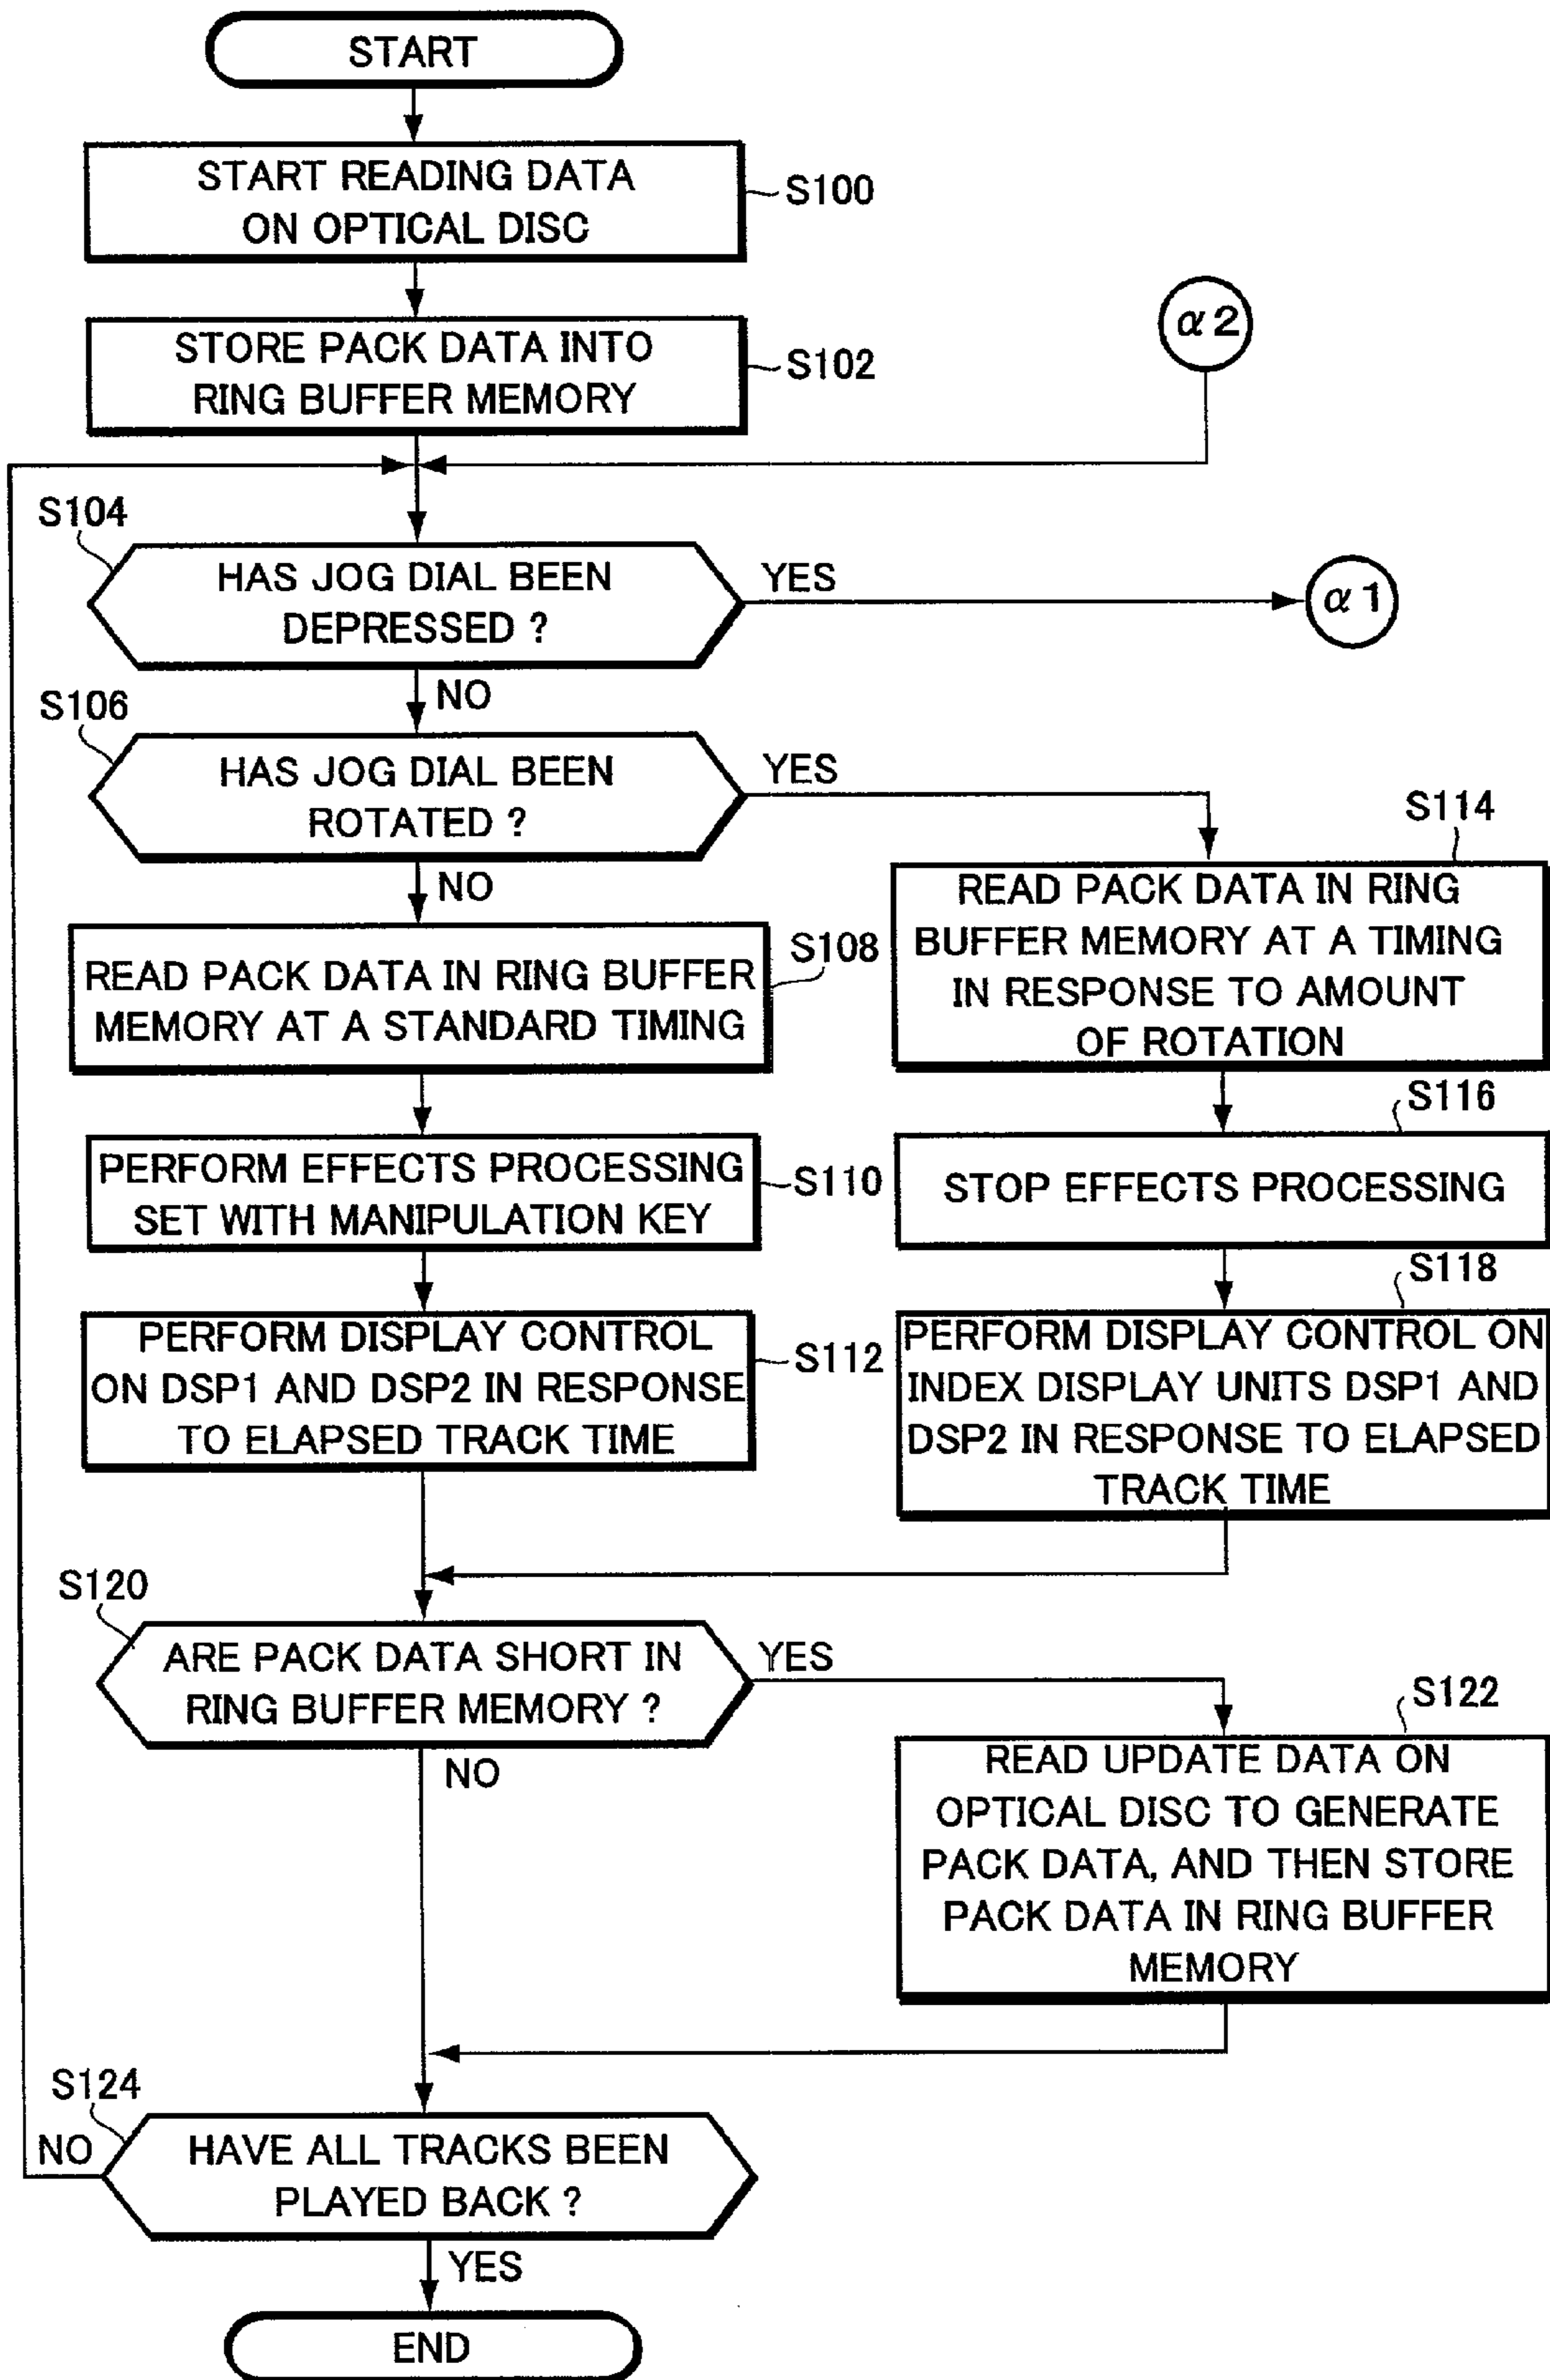 START
START READING DATA
ON OPTICAL DISC
S100
STORE PACK DATA INTO
RING BUFFER MEMORY
S102
α2
S104
HAS JOG DIAL BEEN
DEPRESSED ?
YES
α1
NO
S106
HAS JOG DIAL BEEN
ROTATED ?
YES
NO
S108
READ PACK DATA IN RING BUFFER
MEMORY AT A STANDARD TIMING
S114
READ PACK DATA IN RING
BUFFER MEMORY AT A TIMING
IN RESPONSE TO AMOUNT
OF ROTATION
PERFORM EFFECTS PROCESSING
SET WITH MANIPULATION KEY
S110
S116
STOP EFFECTS PROCESSING
PERFORM DISPLAY CONTROL
ON DSP1 AND DSP2 IN RESPONSE
TO ELAPSED TRACK TIME
S112
S118
PERFORM DISPLAY CONTROL ON
INDEX DISPLAY UNITS DSP1 AND
DSP2 IN RESPONSE TO ELAPSED
TRACK TIME
S120
ARE PACK DATA SHORT IN
RING BUFFER MEMORY ?
YES
NO
S122
READ UPDATE DATA ON
OPTICAL DISC TO GENERATE
PACK DATA, AND THEN STORE
PACK DATA IN RING BUFFER
MEMORY
S124
NO
HAVE ALL TRACKS BEEN
PLAYED BACK ?
YES
END